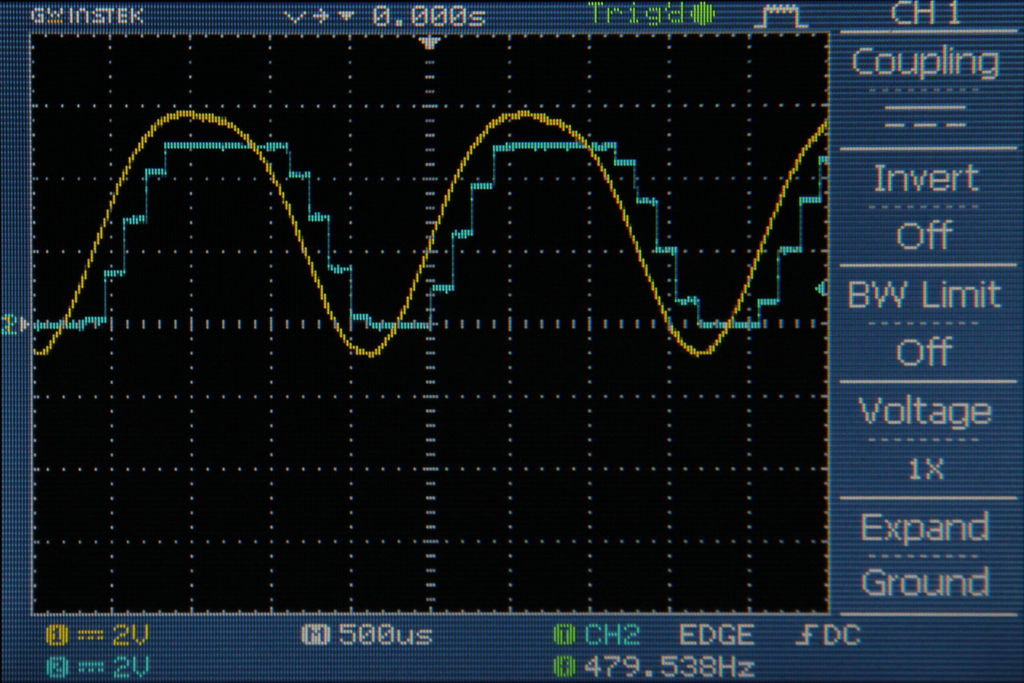 GW INSTEK 0.000s Trig'd CH 1
Coupling
Invert
Off
BW Limit
Off
Voltage
1X
Expand
Ground
2
1 2V M 500us T CH2 EDGE DC
2 2V 479.538Hz